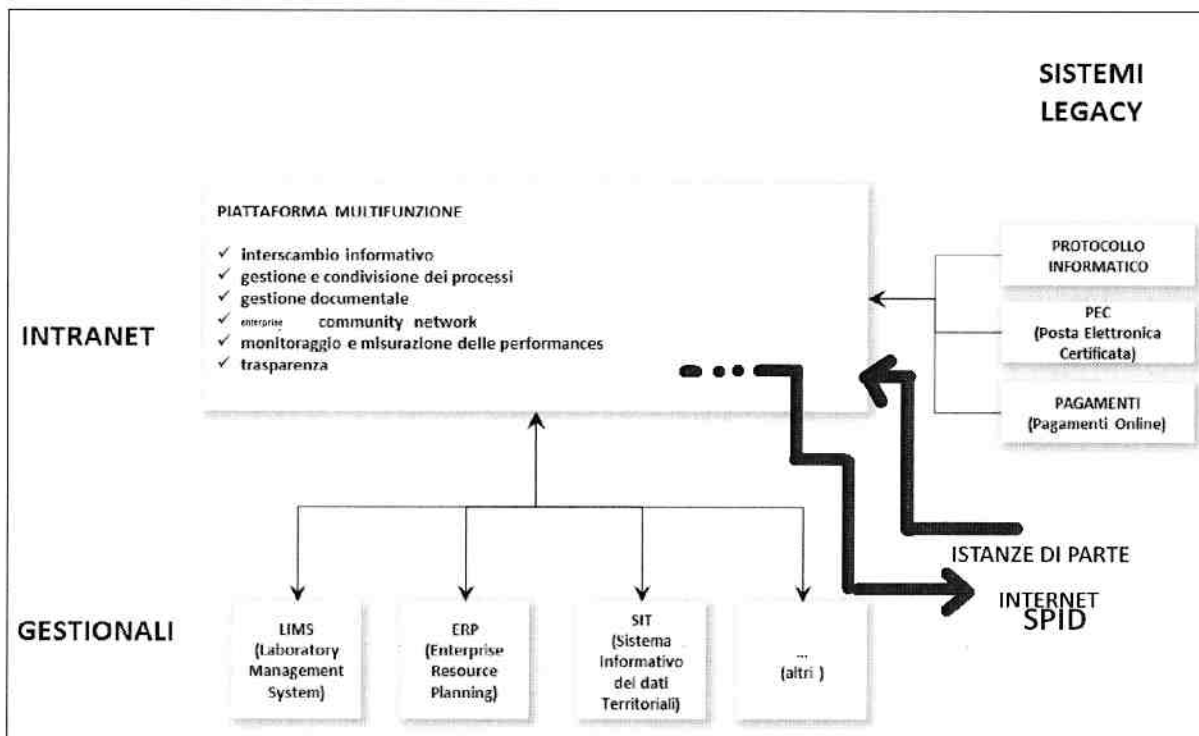 SISTEMI
LEGACY
PIATTAFORMA MULTIFUNZIONE
✓ interscambio informativo
✓ gestione e condivisione dei processi
✓ gestione documentale
✓ enterprise community network
✓ monitoraggio e misurazione delle performances
✓ trasparenza
INTRANET
PROTOCOLLO
INFORMATICO
PEC
(Posta Elettronica
Certificata)
PAGAMENTI
(Pagamenti Online)
ISTANZE DI PARTE
INTERNET
SPID
GESTIONALI
LIMS
(Laboratory
Management
System)
ERP
(Enterprise
Resource
Planning)
SIT
(Sistema
Informativo
dei dati
Territoriali)
...
(altri )